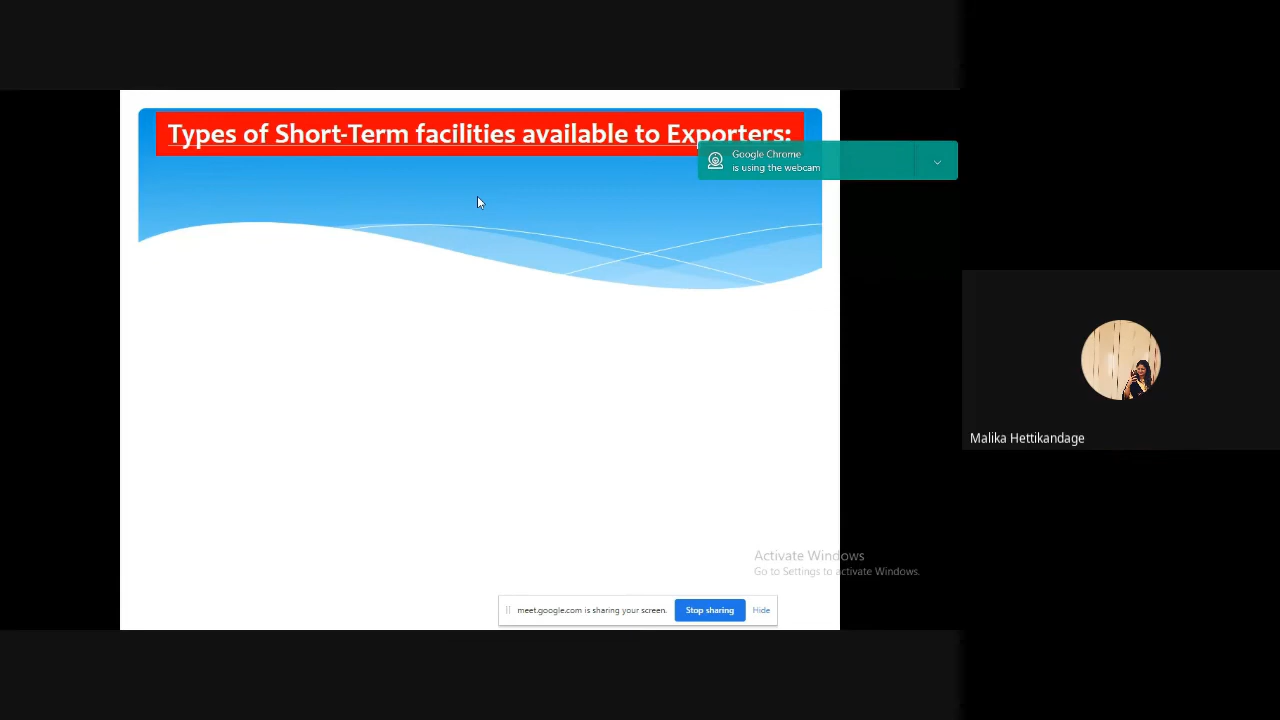 Types of Short-Term facilities available to Exporters:
Google Chrome
is using the webcam
Malika Hettikandage
Activate Windows
Go to Settings to activate Windows.
meet.google.com is sharing your screen.
Stop sharing
Hide